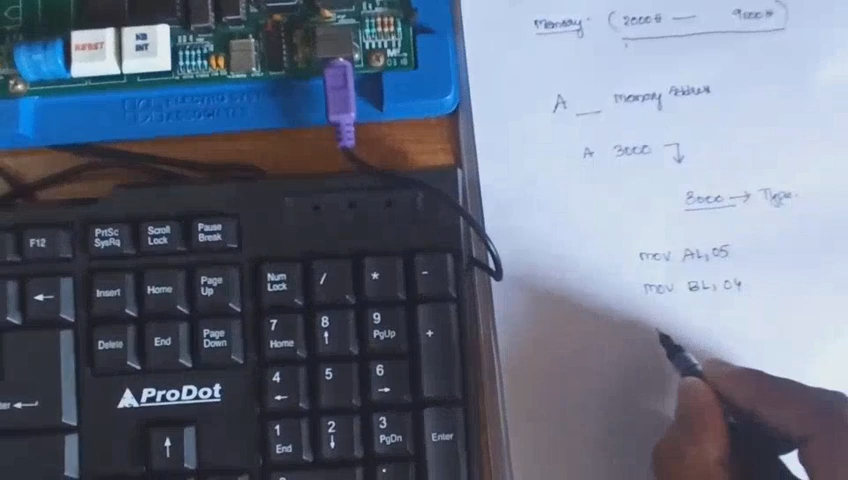 RESET
KB
INT
Memory:- (2000H — 9000H)
A __ Memory Address
A 3000
3000 → Type.
mov AL, 05
mov BL, 04
F12
PrtSc
SysRq
Scroll
Lock
Pause
Break
Insert
Home
Page
Up
Delete
End
Page
Down
ProDot
Num
Lock
/
*
-
7
Home
8
9
PgUp
+
4
5
6
1
End
2
3
PgDn
Enter